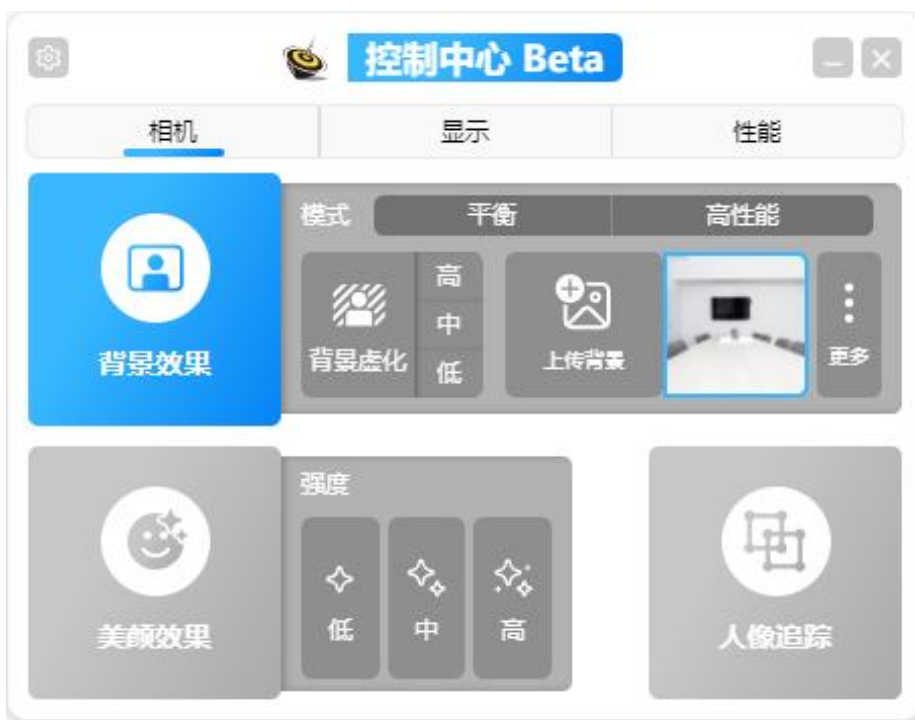 控制中心 Beta
相机 显示 性能
模式 平衡 高性能
背景效果
背景虚化
高
中
低
上传背景
更多
美颜效果
强度
低 中 高
人像追踪